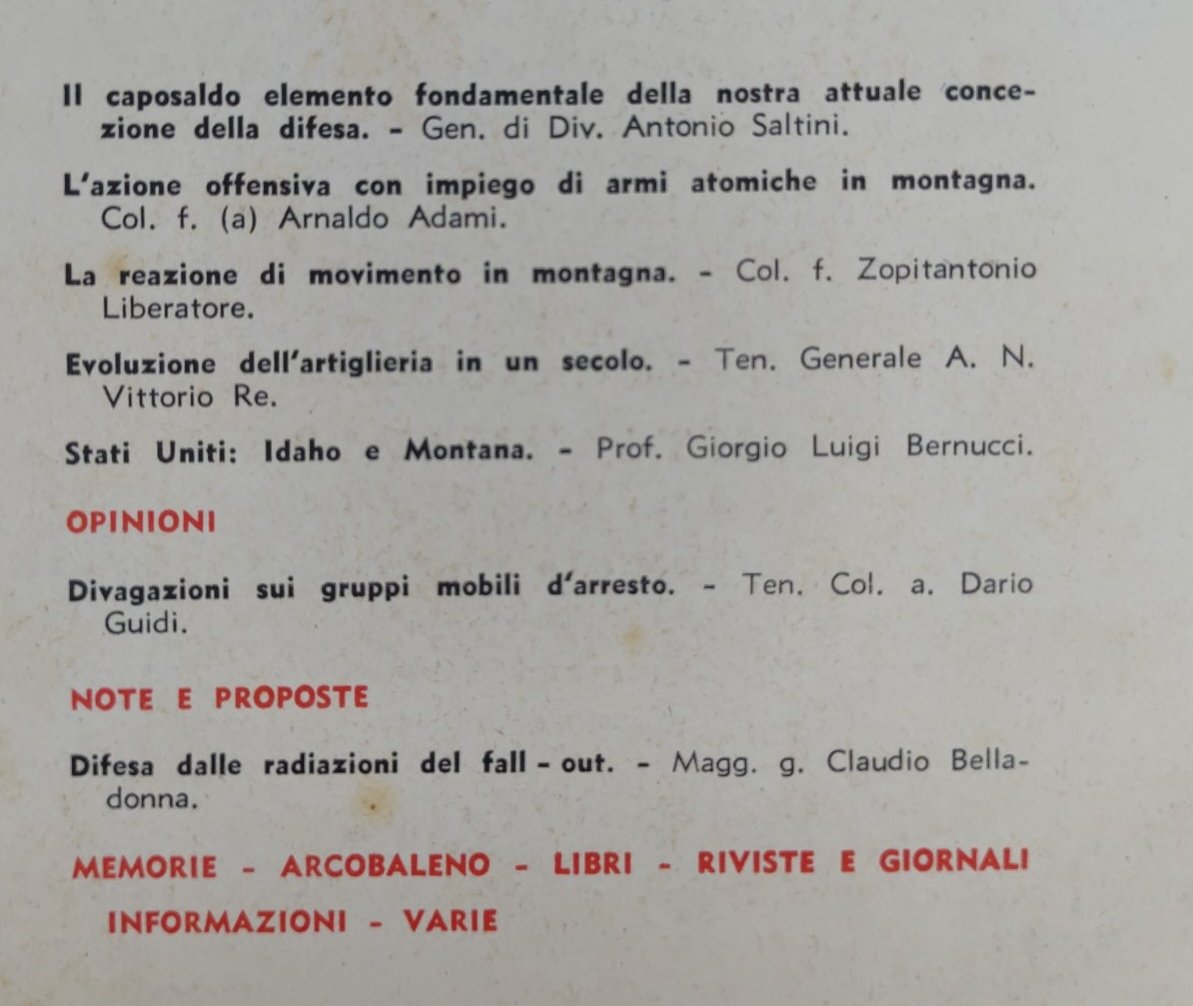 Il caposaldo elemento fondamentale della nostra attuale conce-
zione della difesa. - Gen. di Div. Antonio Saltini.
L'azione offensiva con impiego di armi atomiche in montagna.
Col. f. (a) Arnaldo Adami.
La reazione di movimento in montagna. - Col. f. Zopitantonio
Liberatore.
Evoluzione dell'artiglieria in un secolo. - Ten. Generale A. N.
Vittorio Re.
Stati Uniti: Idaho e Montana. - Prof. Giorgio Luigi Bernucci.
OPINIONI
Divagazioni sui gruppi mobili d'arresto. - Ten. Col. a. Dario
Guidi.
NOTE E PROPOSTE
Difesa dalle radiazioni del fall - out. - Magg. g. Claudio Bella-
donna.
MEMORIE - ARCOBALENO - LIBRI - RIVISTE E GIORNALI
INFORMAZIONI - VARIE